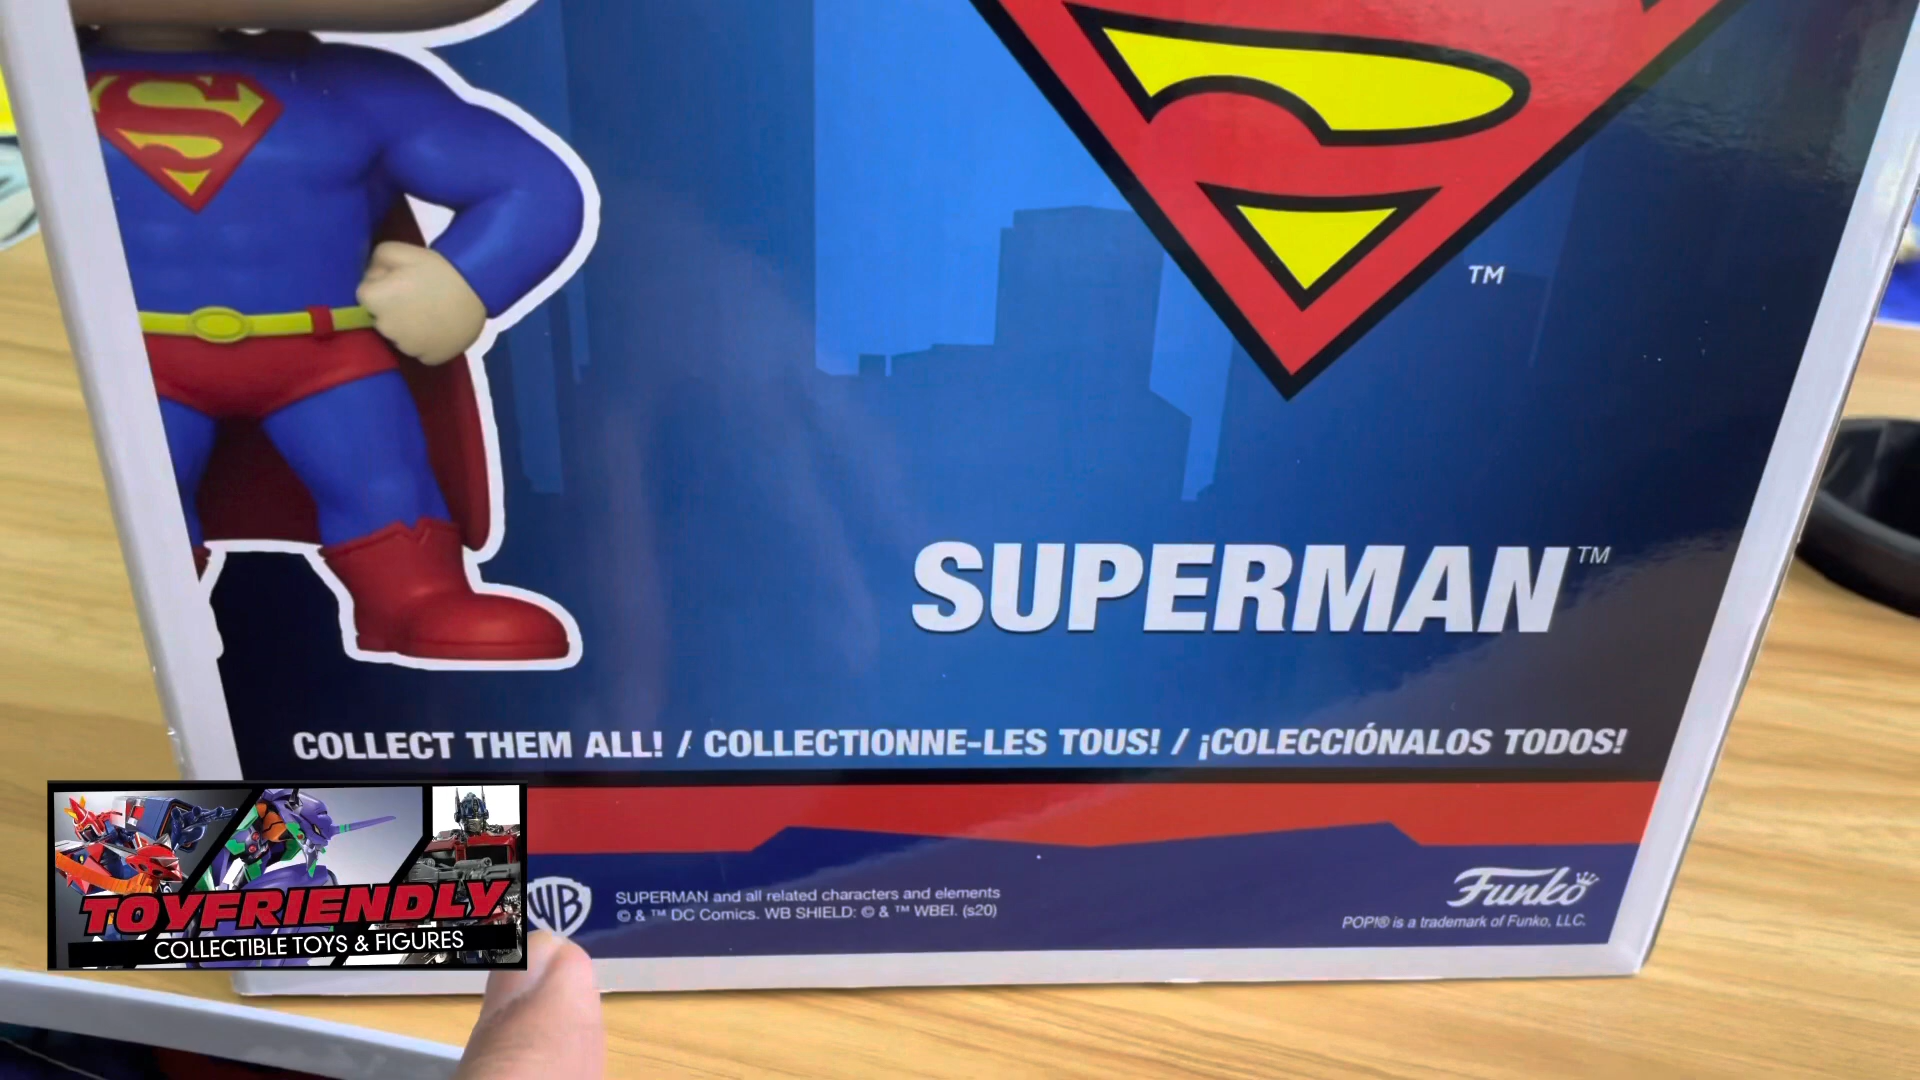 S
TM
SUPERMAN™
COLLECT THEM ALL! / COLLECTIONNE-LES TOUS! / ¡COLECCIÓNALOS TODOS!
WB
SUPERMAN and all related characters and elements
© & ™ DC Comics. WB SHIELD: © & ™ WBEI. (s20)
Funko
POP!® is a trademark of Funko, LLC.
TOYFRIENDLY
COLLECTIBLE TOYS & FIGURES